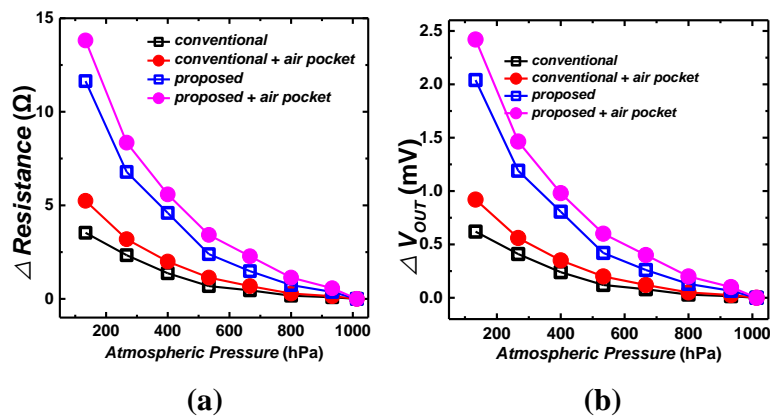 15
10
5
0
△ Resistance (Ω)
conventional
conventional + air pocket
proposed
proposed + air pocket
200 400 600 800 1000
Atmospheric Pressure (hPa)
(a)
2.5
2.0
1.5
1.0
0.5
0.0
△ V_OUT (mV)
conventional
conventional + air pocket
proposed
proposed + air pocket
200 400 600 800 1000
Atmospheric Pressure (hPa)
(b)